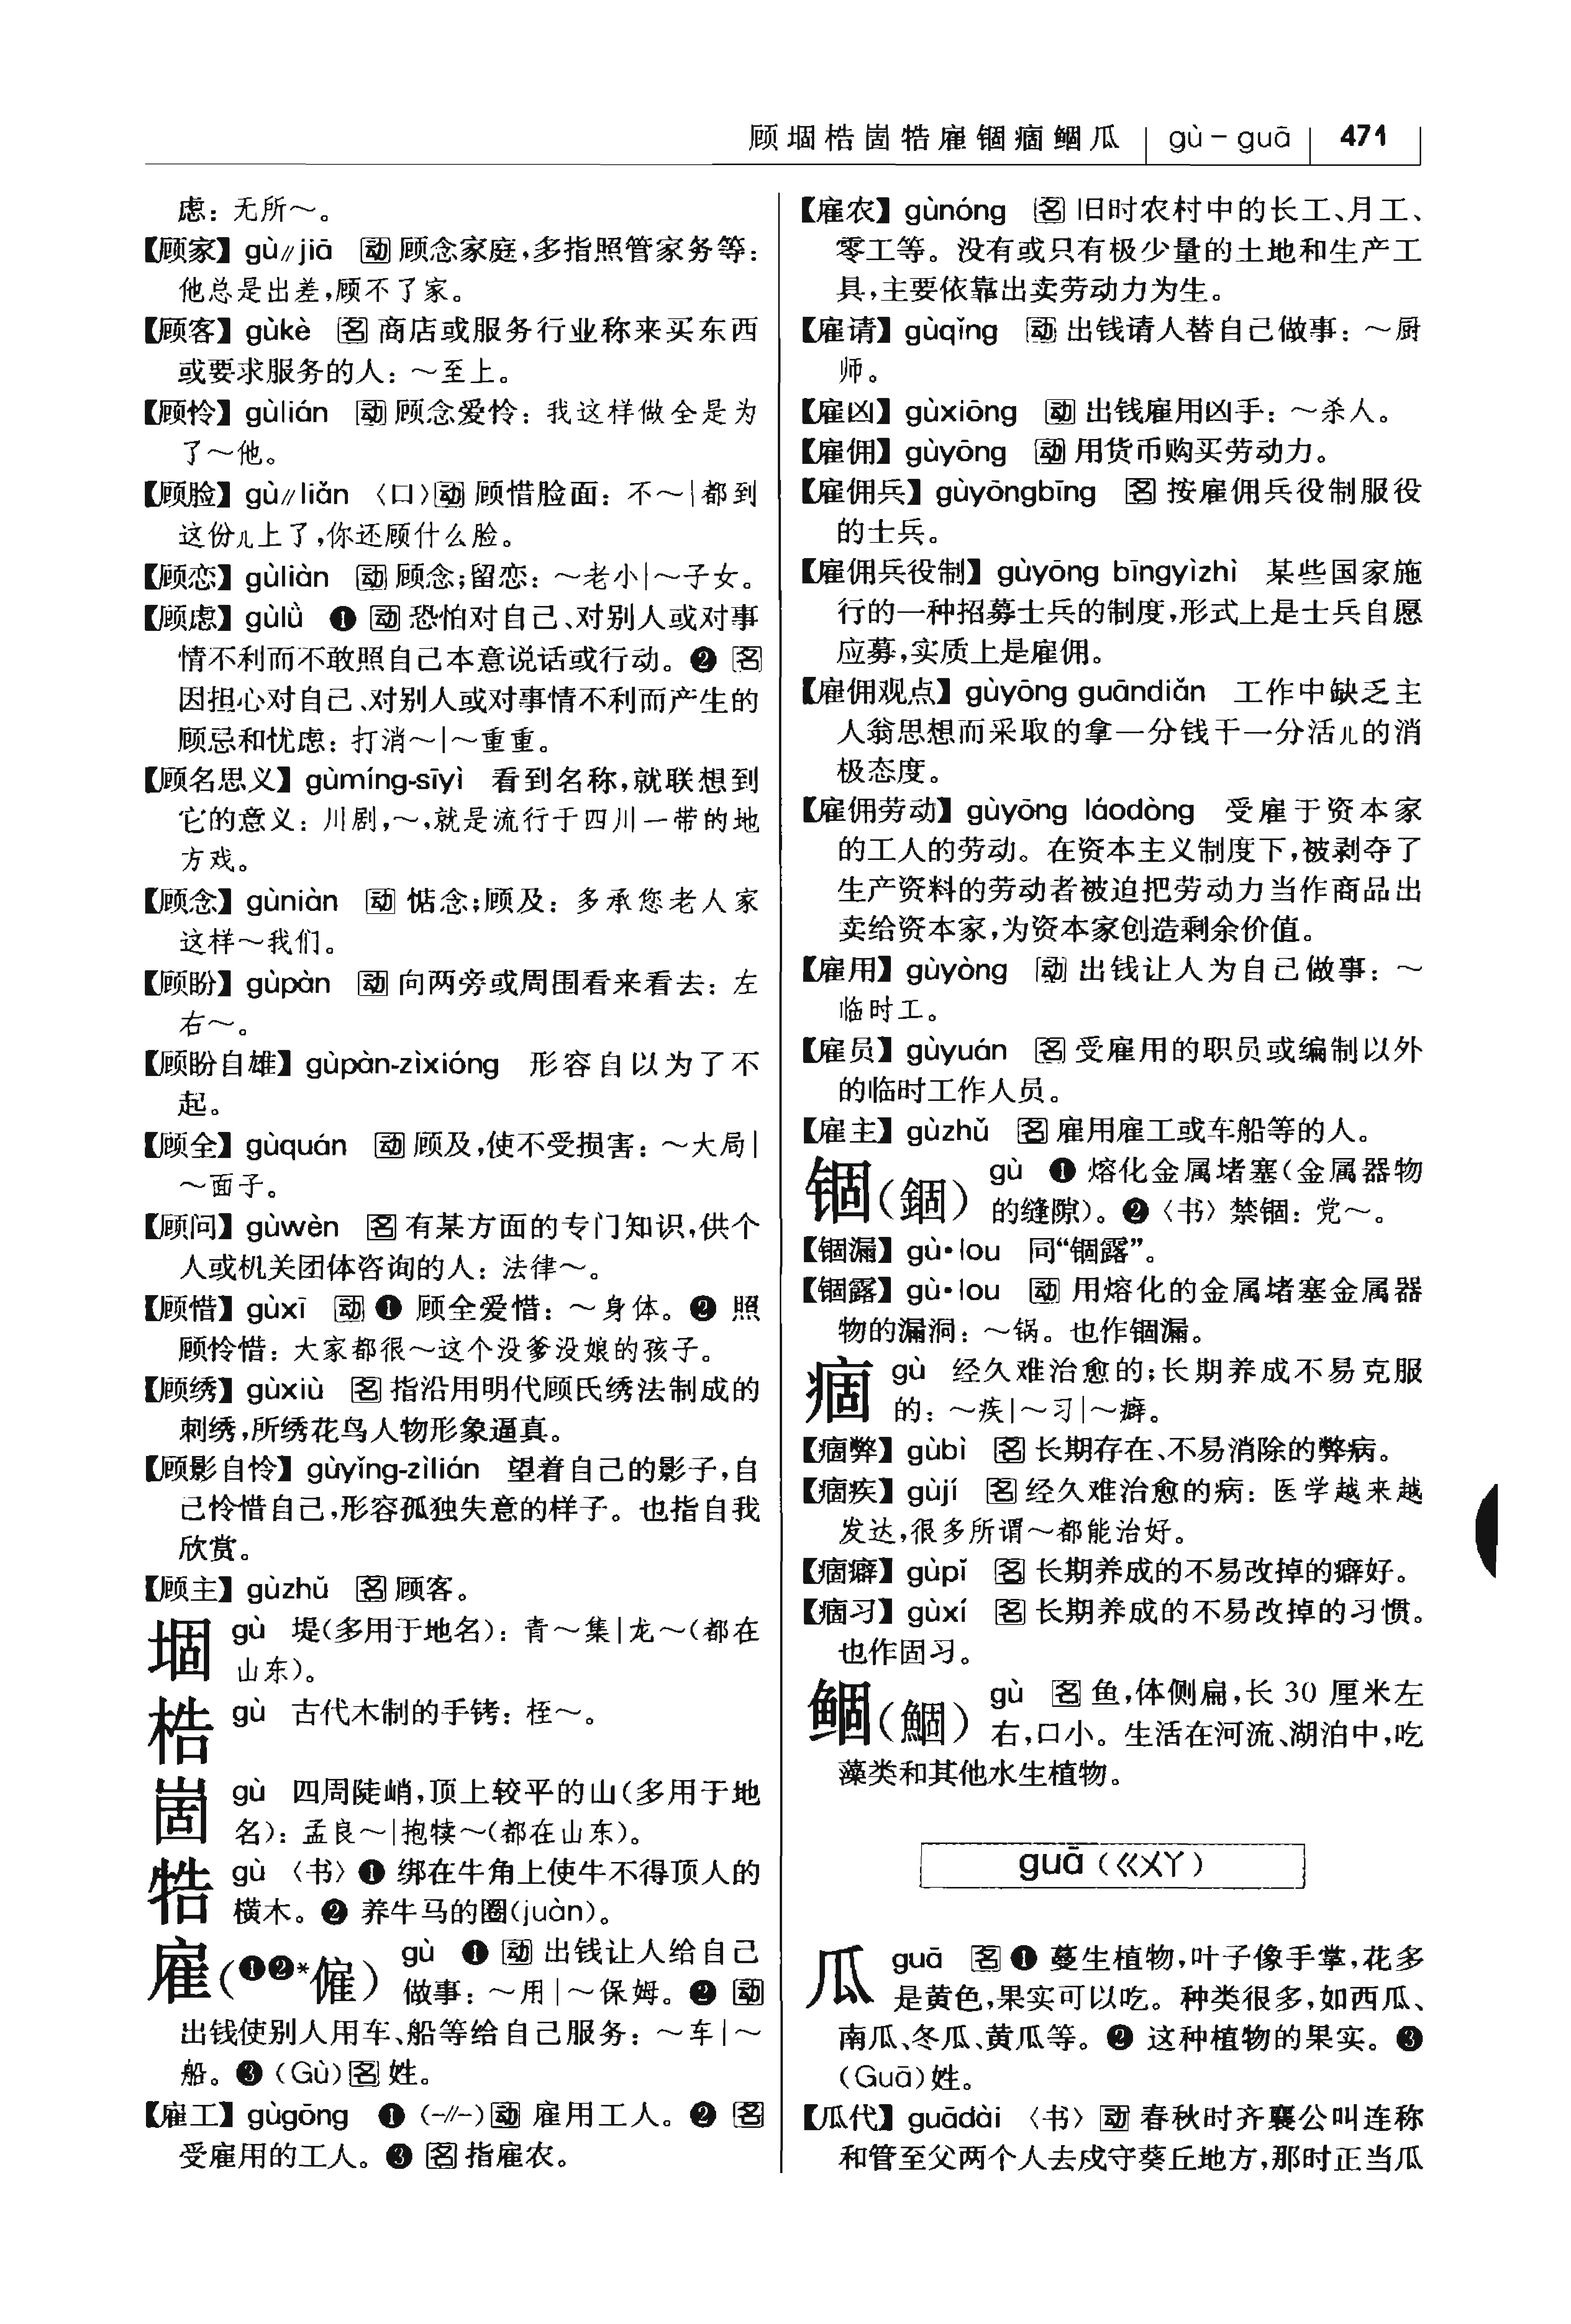 顾堌梏崮牿雇锢痼鲴瓜 gù－guā 471
虑：无所～。
【顾家】gù∥jiā 动 顾念家庭,多指照管家务等：
他总是出差,顾不了家。
【顾客】gùkè 名 商店或服务行业称来买东西
或要求服务的人：～至上。
【顾怜】gùlián 动 顾念爱怜：我这样做全是为
了～他。
【顾脸】gù∥liǎn 〈口〉动 顾惜脸面：不～|都到
这份儿上了,你还顾什么脸。
【顾恋】gùliàn 动 顾念;留恋：～老小|～子女。
【顾虑】gùlǜ ❶ 动 恐怕对自己、对别人或对事
情不利而不敢照自己本意说话或行动。❷ 名
因担心对自己、对别人或对事情不利而产生的
顾忌和忧虑：打消～|～重重。
【顾名思义】gùmíng-sīyì 看到名称,就联想到
它的意义：川剧,～,就是流行于四川一带的地
方戏。
【顾念】gùniàn 动 惦念;顾及：多承您老人家
这样～我们。
【顾盼】gùpàn 动 向两旁或周围看来看去：左
右～。
【顾盼自雄】gùpàn-zìxióng 形容自以为了不
起。
【顾全】gùquán 动 顾及,使不受损害：～大局|
～面子。
【顾问】gùwèn 名 有某方面的专门知识,供个
人或机关团体咨询的人：法律～。
【顾惜】gùxī 动 ❶ 顾全爱惜：～身体。❷ 照
顾怜惜：大家都很～这个没爹没娘的孩子。
【顾绣】gùxiù 名 指沿用明代顾氏绣法制成的
刺绣,所绣花鸟人物形象逼真。
【顾影自怜】gùyǐng-zìlián 望着自己的影子,自
己怜惜自己,形容孤独失意的样子。也指自我
欣赏。
【顾主】gùzhǔ 名 顾客。
堌 gù 堤(多用于地名)：青～集|龙～(都在
山东)。
梏 gù 古代木制的手铐：桎～。
崮 gù 四周陡峭,顶上较平的山(多用于地
名)：孟良～|抱犊～(都在山东)。
牿 gù 〈书〉❶ 绑在牛角上使牛不得顶人的
横木。❷ 养牛马的圈(juàn)。
雇(❶❷*僱) gù ❶ 动 出钱让人给自己
做事：～用|～保姆。❷ 动
出钱使别人用车、船等给自己服务：～车|～
船。❸ (Gù)名 姓。
【雇工】gùgōng ❶ (-∥-)动 雇用工人。❷ 名
受雇用的工人。❸ 名 指雇农。
【雇农】gùnóng 名 旧时农村中的长工、月工、
零工等。没有或只有极少量的土地和生产工
具,主要依靠出卖劳动力为生。
【雇请】gùqǐng 动 出钱请人替自己做事：～厨
师。
【雇凶】gùxiōng 动 出钱雇用凶手：～杀人。
【雇佣】gùyōng 动 用货币购买劳动力。
【雇佣兵】gùyōngbīng 名 按雇佣兵役制服役
的士兵。
【雇佣兵役制】gùyōng bīngyìzhì 某些国家施
行的一种招募士兵的制度,形式上是士兵自愿
应募,实质上是雇佣。
【雇佣观点】gùyōng guāndiǎn 工作中缺乏主
人翁思想而采取的拿一分钱干一分活儿的消
极态度。
【雇佣劳动】gùyōng láodòng 受雇于资本家
的工人的劳动。在资本主义制度下,被剥夺了
生产资料的劳动者被迫把劳动力当作商品出
卖给资本家,为资本家创造剩余价值。
【雇用】gùyòng 动 出钱让人为自己做事：～
临时工。
【雇员】gùyuán 名 受雇用的职员或编制以外
的临时工作人员。
【雇主】gùzhǔ 名 雇用雇工或车船等的人。
锢(錮) gù ❶ 熔化金属堵塞(金属器物
的缝隙)。❷〈书〉禁锢：党～。
【锢漏】gù•lou 同“锢露”。
【锢露】gù•lou 动 用熔化的金属堵塞金属器
物的漏洞：～锅。也作锢漏。
痼 gù 经久难治愈的;长期养成不易克服
的：～疾|～习|～癖。
【痼弊】gùbì 名 长期存在、不易消除的弊病。
【痼疾】gùjí 名 经久难治愈的病：医学越来越
发达,很多所谓～都能治好。
【痼癖】gùpǐ 名 长期养成的不易改掉的癖好。
【痼习】gùxí 名 长期养成的不易改掉的习惯。
也作固习。
鲴(鯝) gù 名 鱼,体侧扁,长 30 厘米左
右,口小。生活在河流、湖泊中,吃
藻类和其他水生植物。
guā (ㄍㄨㄚ)
瓜 guā 名 ❶ 蔓生植物,叶子像手掌,花多
是黄色,果实可以吃。种类很多,如西瓜、
南瓜、冬瓜、黄瓜等。❷ 这种植物的果实。❸
(Guā)姓。
【瓜代】guādài 〈书〉动 春秋时齐襄公叫连称
和管至父两个人去戍守葵丘地方,那时正当瓜